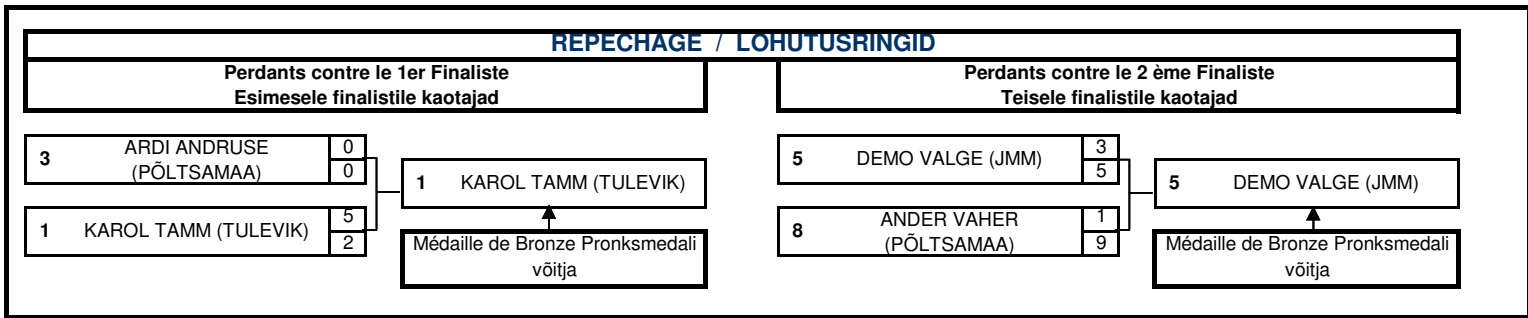 REPECHAGE / LOHUTUSRINGID
Perdants contre le 1er Finaliste
Esimesele finalistile kaotajad
Perdants contre le 2 ème Finaliste
Teisele finalistile kaotajad
3 ARDI ANDRUSE (PÕLTSAMAA) 0 0
1 KAROL TAMM (TULEVIK) 5 2
1 KAROL TAMM (TULEVIK)
Médaille de Bronze Pronksmedali
võitja
5 DEMO VALGE (JMM) 3 5
8 ANDER VAHER (PÕLTSAMAA) 1 9
5 DEMO VALGE (JMM)
Médaille de Bronze Pronksmedali
võitja